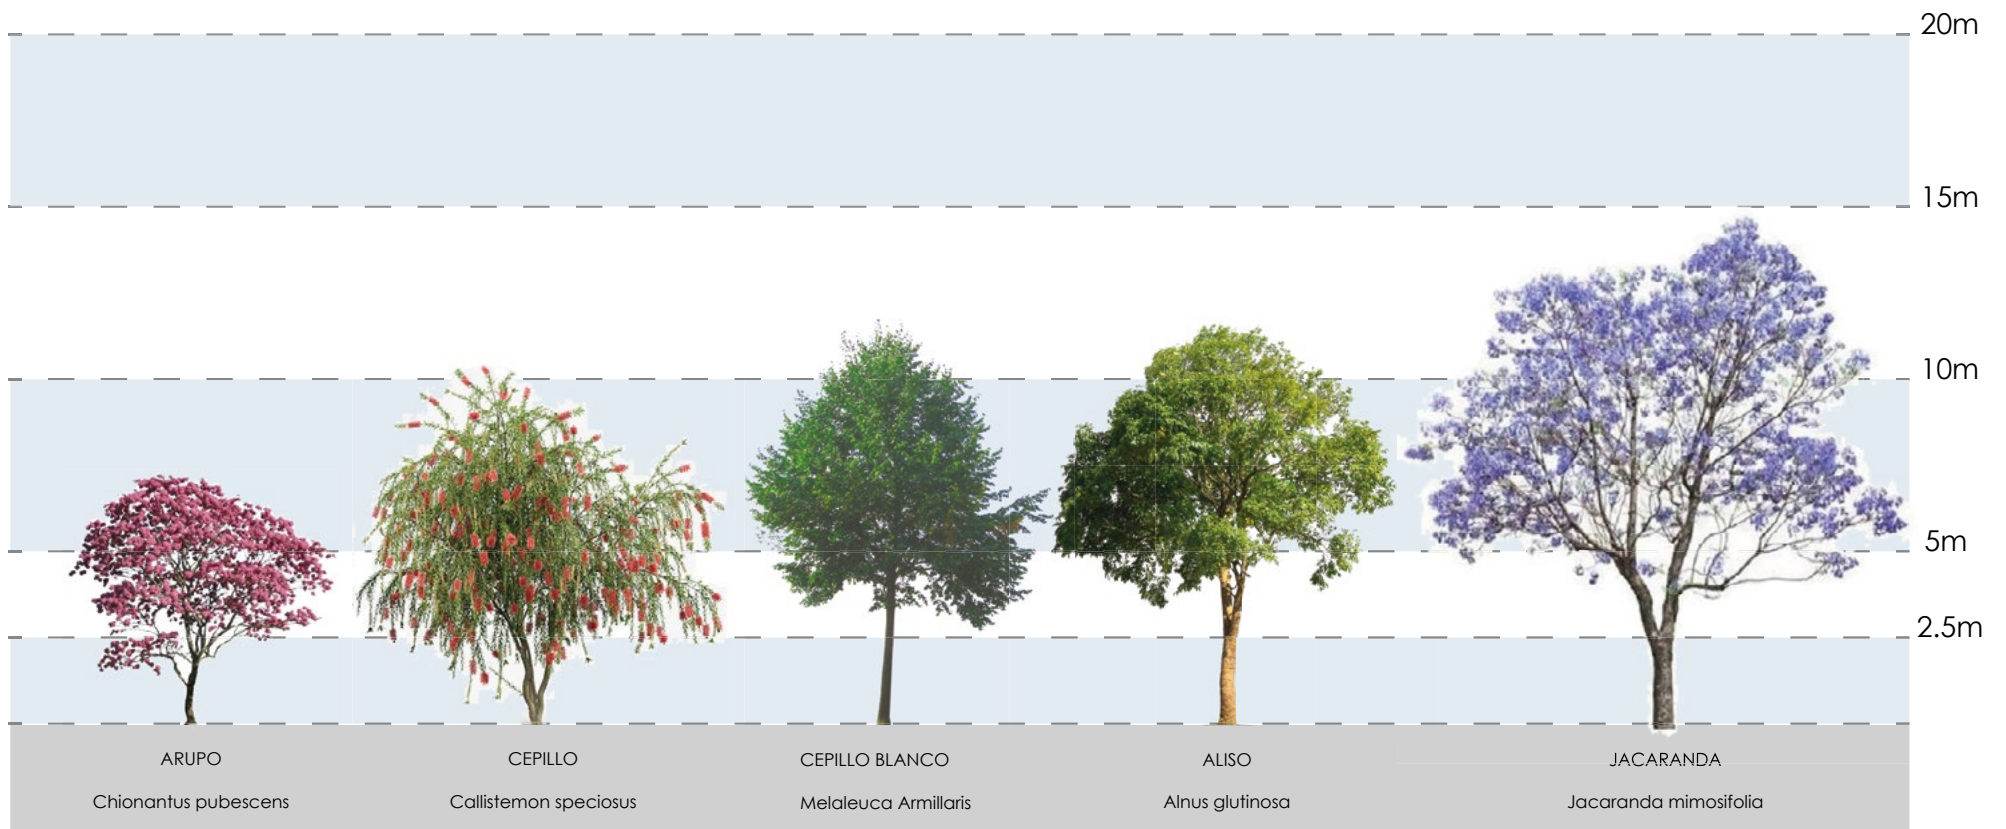 20m
15m
10m
5m
2.5m
ARUPO
CEPILLO
CEPILLO BLANCO
ALISO
JACARANDA
Chionantus pubescens
Callistemon speciosus
Melaleuca Armillaris
Alnus glutinosa
Jacaranda mimosifolia